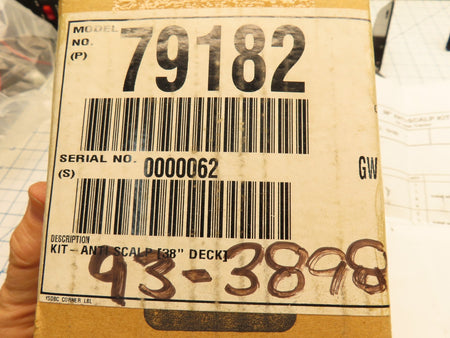 MODEL NO. (P) 79182
SERIAL NO. (S) 0000062
GW
DESCRIPTION
KIT-ANTI SCALP [38" DECK]
93-3898